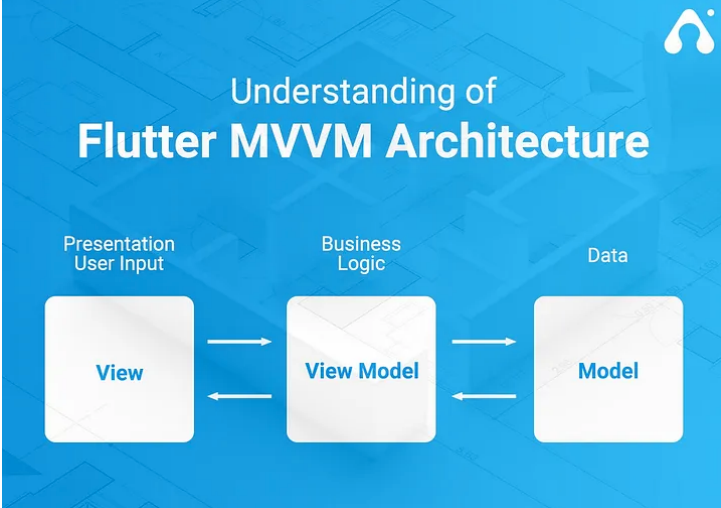 Understanding of
Flutter MVVM Architecture
Presentation
User Input
Business
Logic
Data
View
View Model
Model